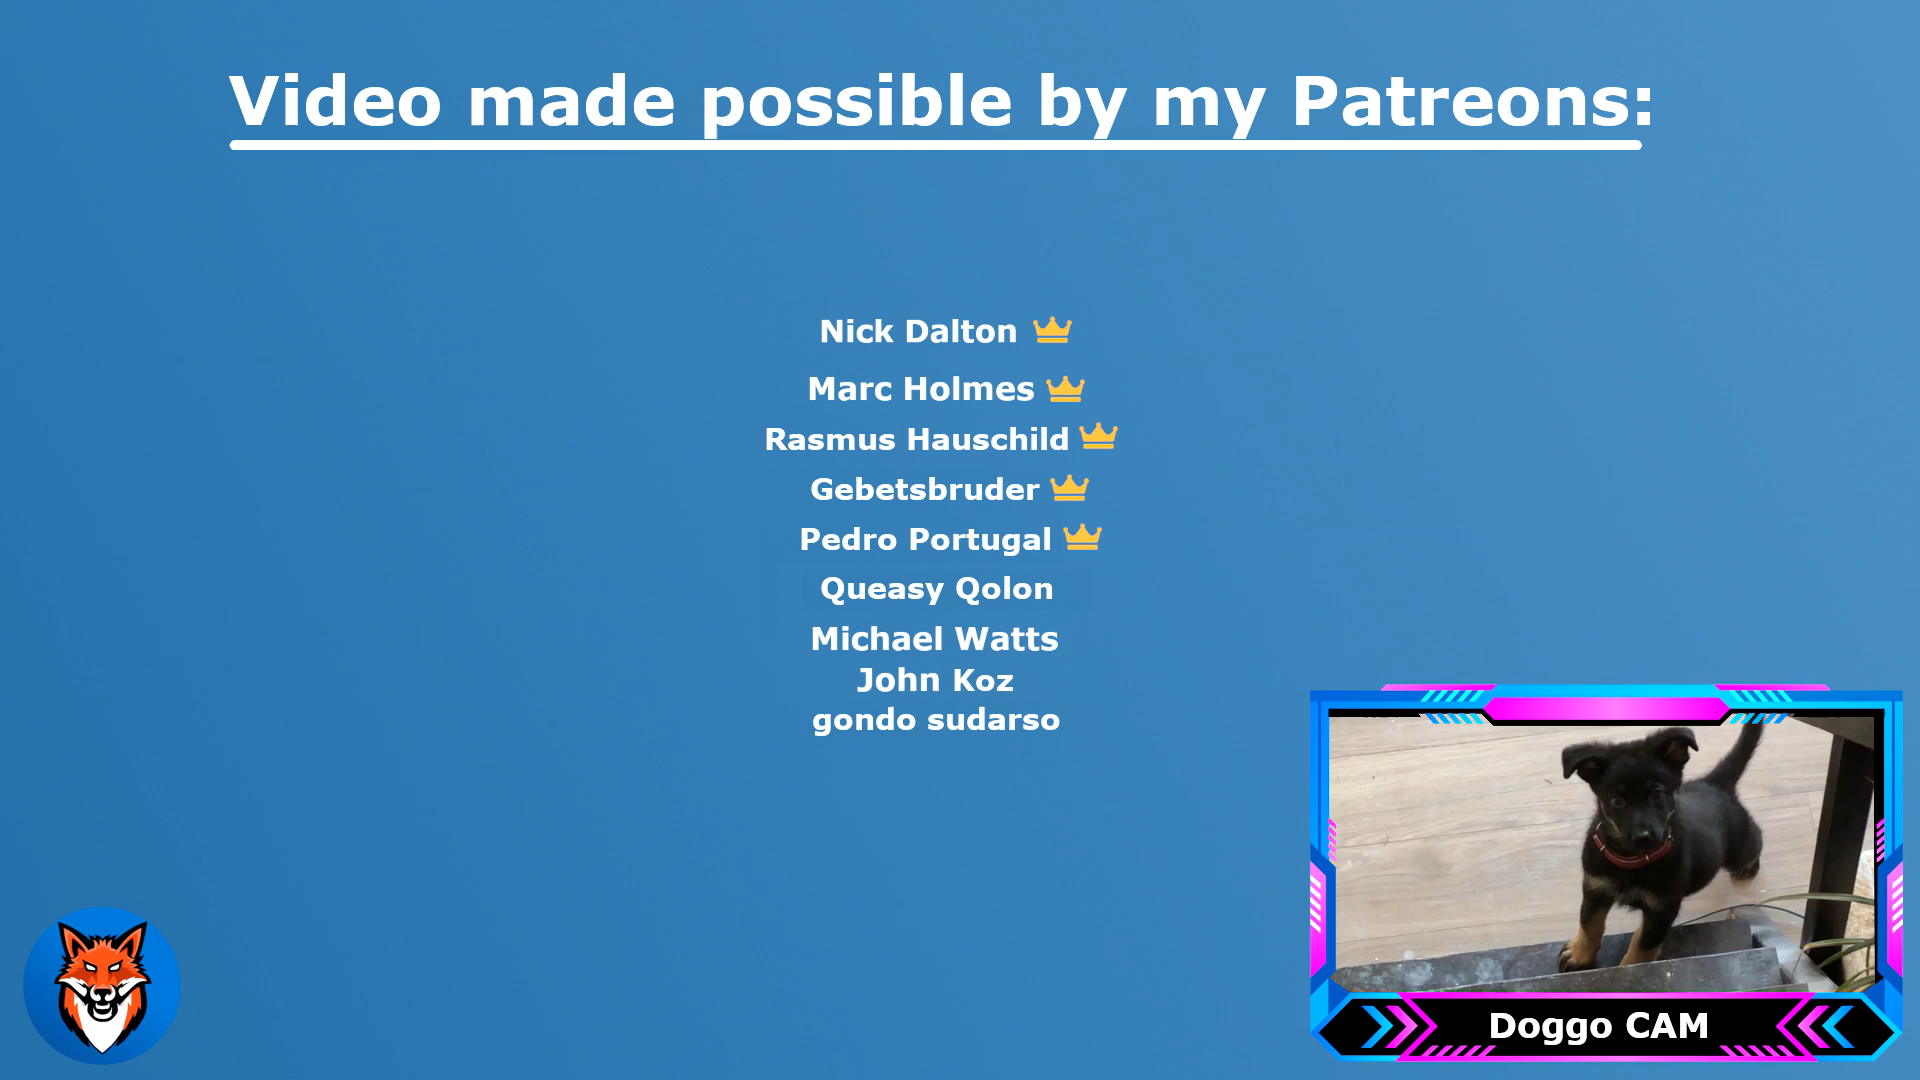 Video made possible by my Patreons:
Nick Dalton
Marc Holmes
Rasmus Hauschild
Gebetsbruder
Pedro Portugal
Queasy Qolon
Michael Watts
John Koz
gondo sudarso
Doggo CAM